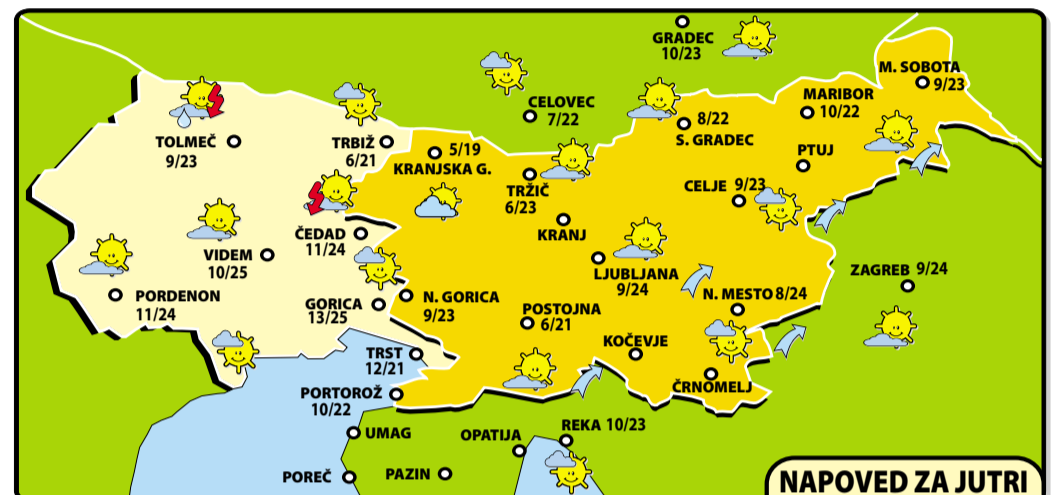 GRADEC
10/23
M. SOBOTA
9/23
CELOVEC
7/22
MARIBOR
10/22
8/22
S. GRADEC
TOLMEČ
9/23
TRBIŽ
6/21
5/19
KRANJSKA G.
PTUJ
TRŽIČ
6/23
CELJE 9/23
ČEDAD
11/24
KRANJ
VIDEM
10/25
LJUBLJANA
9/24
ZAGREB 9/24
PORDENON
11/24
GORICA
13/25
N. GORICA
9/23
N. MESTO 8/24
POSTOJNA
6/21
KOČEVJE
TRST
12/21
ČRNOMELJ
PORTOROŽ
10/22
UMAG
OPATIJA
REKA 10/23
POREČ
PAZIN
NAPOVED ZA JUTRI